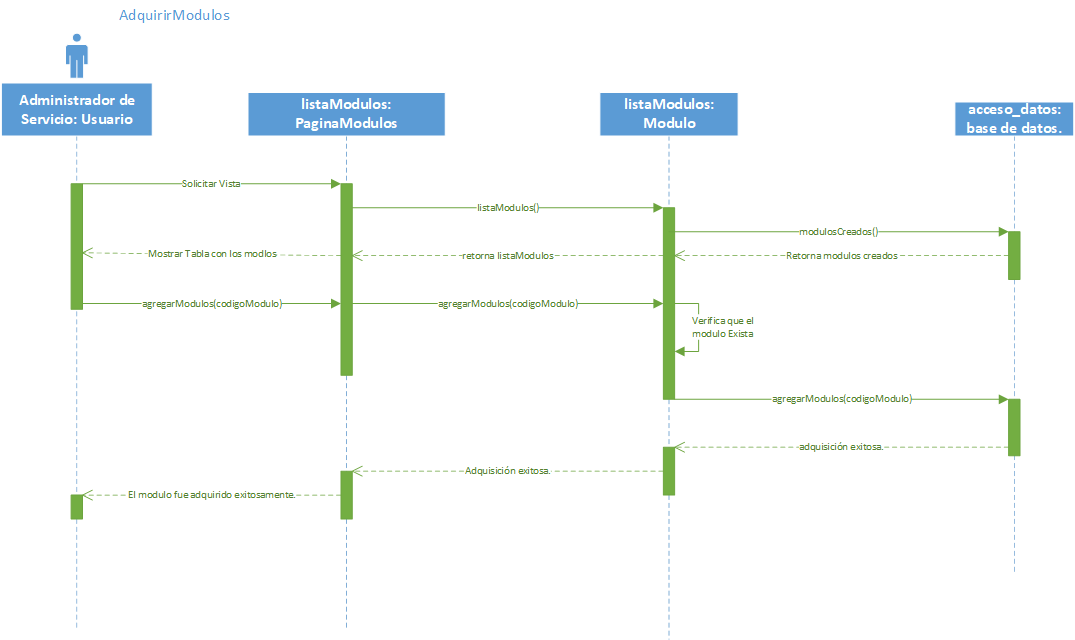 AdquirirModulos
Administrador de
Servicio: Usuario
listaModulos:
PaginaModulos
listaModulos:
Modulo
acceso_datos:
base de datos.
Solicitar Vista
listaModulos()
modulosCreados()
Mostrar Tabla con los modlos
retorna listaModulos
Retorna modulos creados
agregarModulos(codigoModulo)
agregarModulos(codigoModulo)
Verifica que el
modulo Exista
agregarModulos(codigoModulo)
adquisición exitosa.
Adquisición exitosa.
El modulo fue adquirido exitosamente.